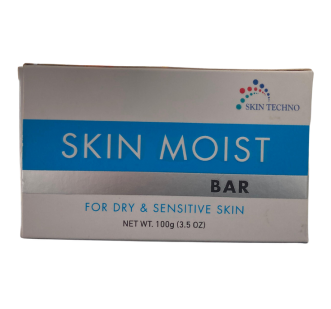 SKIN TECHNO
SKIN MOIST
BAR
FOR DRY & SENSITIVE SKIN
NET WT. 100g (3.5 OZ)